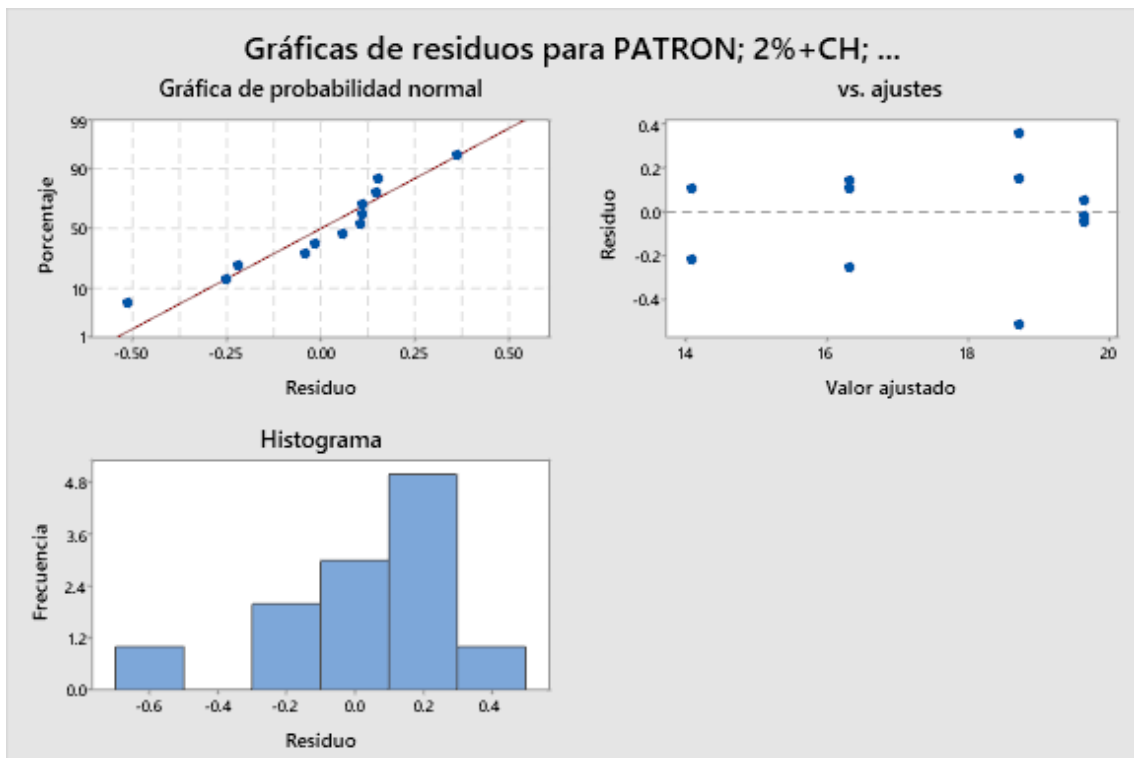 Gráficas de residuos para PATRON; 2%+CH; ...
Gráfica de probabilidad normal
99
90
50
10
1
Porcentaje
-0.50 -0.25 0.00 0.25 0.50
Residuo
vs. ajustes
0.4
0.2
0.0
-0.2
-0.4
Residuo
14 16 18 20
Valor ajustado
Histograma
4.8
3.6
2.4
1.2
0.0
Frecuencia
-0.6 -0.4 -0.2 0.0 0.2 0.4
Residuo